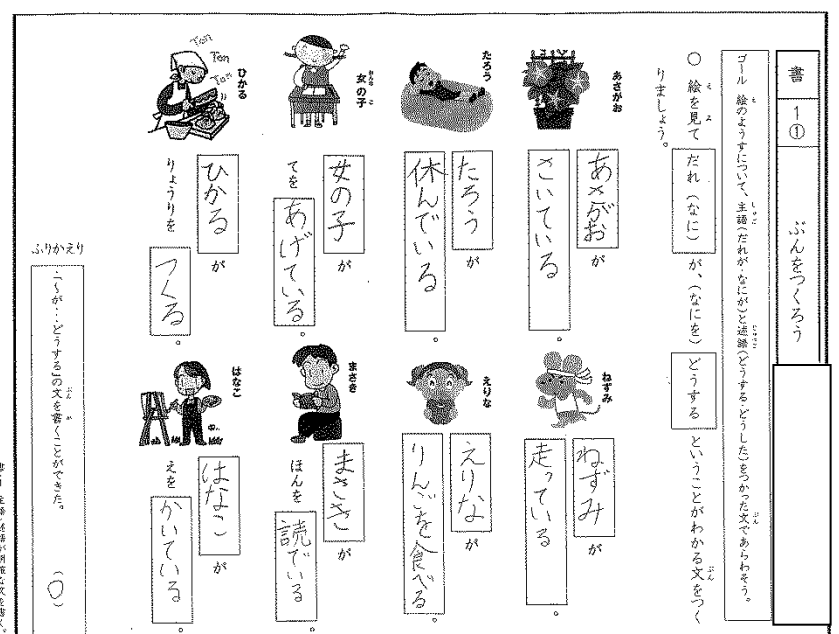 書
1①
ぶんをつくろう
ゴール 絵のようすについて、主語(だれが・なにが)と述語(どうする・どうした)をつかった文であらわそう。
○ 絵を見て だれ(なに) が、(なにを) どうする ということがわかる文をつく
りましょう。
あさがお
あさがお が
さいている。
たろう
たろう が
休んでいる。
女の子
女の子 が
てを あげている。
ひかる
Ton
Ton
Ton
ひかる が
りょうりを つくる。
ねずみ
ねずみ が
走っている。
えりな
えりな が
りんごを食べる。
まさき
まさき が
ほんを 読でいる。
はなこ
はなこ が
えを かいている。
ふりかえり
・「〜が・・どうする」の文を書くことができた。 (○)